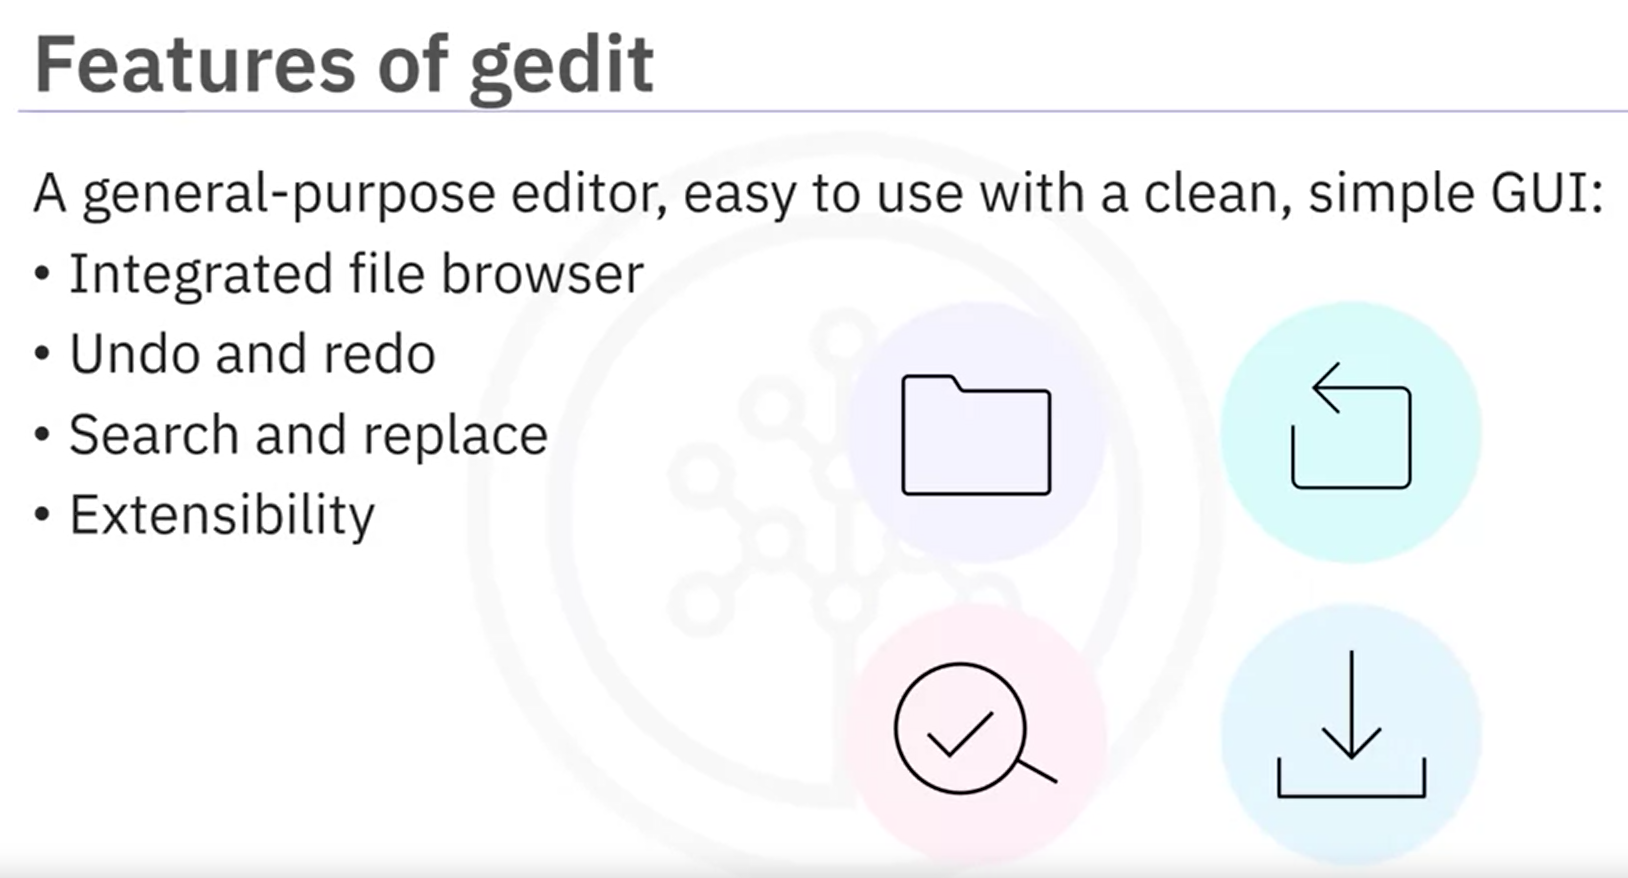 Features of gedit
A general-purpose editor, easy to use with a clean, simple GUI:
• Integrated file browser
• Undo and redo
• Search and replace
• Extensibility